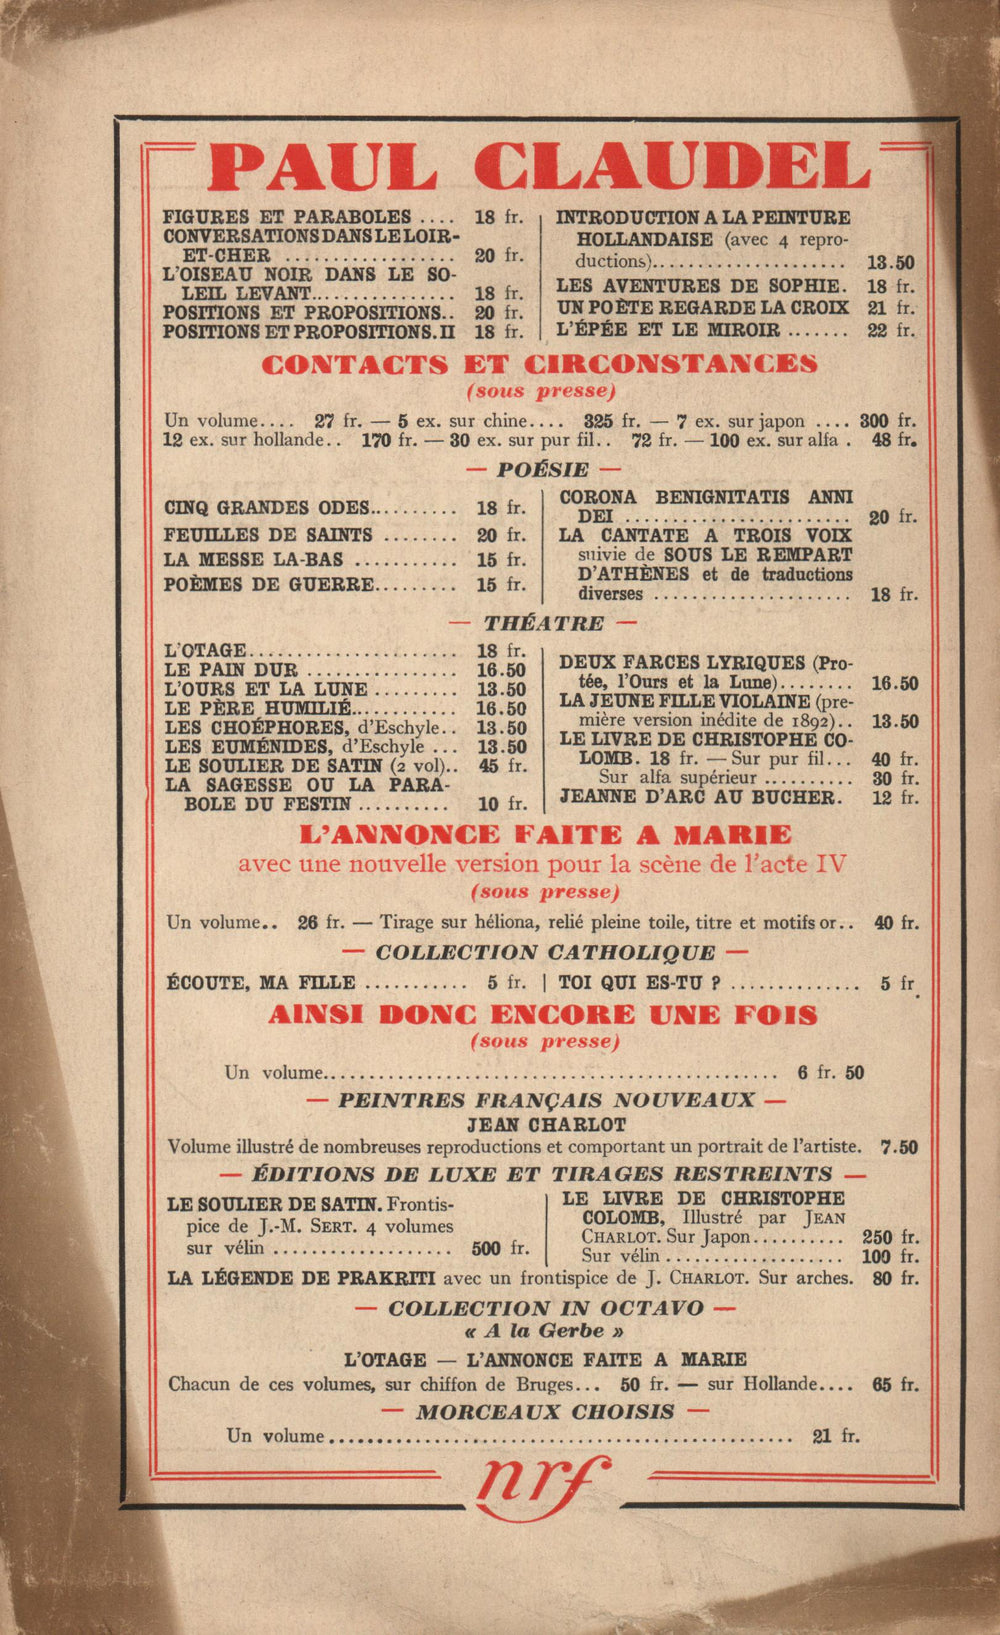 PAUL CLAUDEL
FIGURES ET PARABOLES .... 18 fr.
CONVERSATIONS DANS LE LOIR-
ET-CHER .................. 20 fr.
L'OISEAU NOIR DANS LE SO-
LEIL LEVANT................ 18 fr.
POSITIONS ET PROPOSITIONS.. 20 fr.
POSITIONS ET PROPOSITIONS. II 18 fr.
INTRODUCTION A LA PEINTURE
HOLLANDAISE (avec 4 repro-
ductions)..................... 13.50
LES AVENTURES DE SOPHIE. 18 fr.
UN POÈTE REGARDE LA CROIX 21 fr.
L'ÉPÉE ET LE MIROIR ....... 22 fr.
CONTACTS ET CIRCONSTANCES
(sous presse)
Un volume.... 27 fr. — 5 ex. sur chine.... 325 fr. — 7 ex. sur japon .... 300 fr.
12 ex. sur hollande.. 170 fr. — 30 ex. sur pur fil.. 72 fr. — 100 ex. sur alfa . 48 fr.
— POÉSIE —
CINQ GRANDES ODES.......... 18 fr.
FEUILLES DE SAINTS ........ 20 fr.
LA MESSE LA-BAS ........... 15 fr.
POÈMES DE GUERRE......... 15 fr.
CORONA BENIGNITATIS ANNI
DEI ........................ 20 fr.
LA CANTATE A TROIS VOIX
suivie de SOUS LE REMPART
D'ATHÈNES et de traductions
diverses ..................... 18 fr.
— THÉATRE —
L'OTAGE...................... 18 fr.
LE PAIN DUR ................ 16.50
L'OURS ET LA LUNE ......... 13.50
LE PÈRE HUMILIÉ............ 16.50
LES CHOÉPHORES, d'Eschyle.. 13.50
LES EUMÉNIDES, d'Eschyle ... 13.50
LE SOULIER DE SATIN (2 vol).. 45 fr.
LA SAGESSE OU LA PARA-
BOLE DU FESTIN .......... 10 fr.
DEUX FARCES LYRIQUES (Pro-
tée, l'Ours et la Lune)........ 16.50
LA JEUNE FILLE VIOLAINE (pre-
mière version inédite de 1892).. 13.50
LE LIVRE DE CHRISTOPHE CO-
LOMB. 18 fr. — Sur pur fil... 40 fr.
Sur alfa supérieur .......... 30 fr.
JEANNE D'ARC AU BUCHER. 12 fr.
L'ANNONCE FAITE A MARIE
avec une nouvelle version pour la scène de l'acte IV
(sous presse)
Un volume.. 26 fr. — Tirage sur héliona, relié pleine toile, titre et motifs or.. 40 fr.
— COLLECTION CATHOLIQUE —
ÉCOUTE, MA FILLE ........... 5 fr. | TOI QUI ES-TU ? .............. 5 fr.
AINSI DONC ENCORE UNE FOIS
(sous presse)
Un volume................................................ 6 fr. 50
— PEINTRES FRANÇAIS NOUVEAUX —
JEAN CHARLOT
Volume illustré de nombreuses reproductions et comportant un portrait de l'artiste. 7.50
— ÉDITIONS DE LUXE ET TIRAGES RESTREINTS —
LE SOULIER DE SATIN. Frontis-
pice de J.-M. SERT. 4 volumes
sur vélin ................... 500 fr.
LE LIVRE DE CHRISTOPHE
COLOMB, Illustré par JEAN
CHARLOT. Sur Japon.......... 250 fr.
Sur vélin ................... 100 fr.
LA LÉGENDE DE PRAKRITI avec un frontispice de J. CHARLOT. Sur arches. 80 fr.
— COLLECTION IN OCTAVO —
« A la Gerbe »
L'OTAGE — L'ANNONCE FAITE A MARIE
Chacun de ces volumes, sur chiffon de Bruges... 50 fr. — sur Hollande.... 65 fr.
— MORCEAUX CHOISIS —
Un volume................................................. 21 fr.
nrf